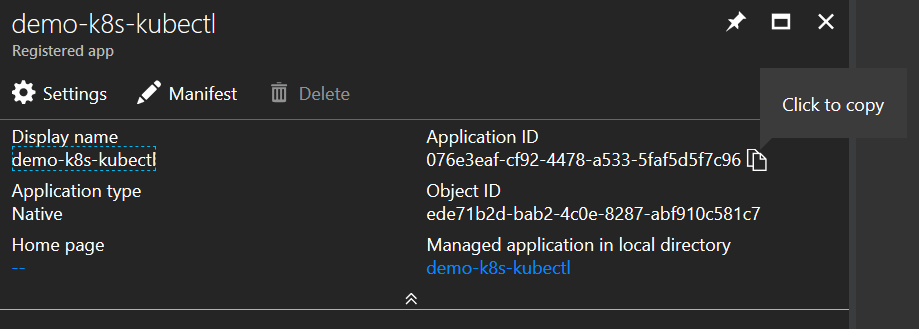 demo-k8s-kubectl
Registered app
Settings Manifest Delete
Click to copy
Display name
demo-k8s-kubectl
Application ID
076e3eaf-cf92-4478-a533-5faf5d5f7c96
Application type
Native
Object ID
ede71b2d-bab2-4c0e-8287-abf910c581c7
Home page
--
Managed application in local directory
demo-k8s-kubectl